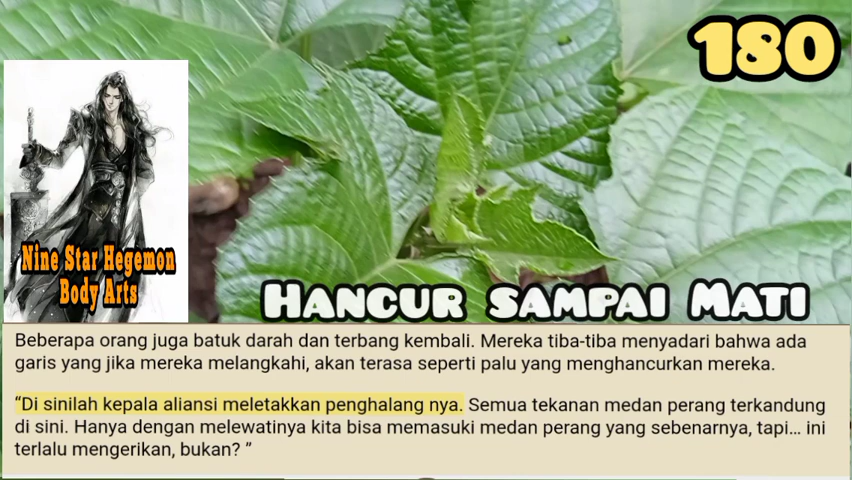 180
Nine Star Hegemon
Body Arts
Hancur sampai Mati
Beberapa orang juga batuk darah dan terbang kembali. Mereka tiba-tiba menyadari bahwa ada
garis yang jika mereka melangkahi, akan terasa seperti palu yang menghancurkan mereka.
“Di sinilah kepala aliansi meletakkan penghalang nya. Semua tekanan medan perang terkandung
di sini. Hanya dengan melewatinya kita bisa memasuki medan perang yang sebenarnya, tapi… ini
terlalu mengerikan, bukan? ”